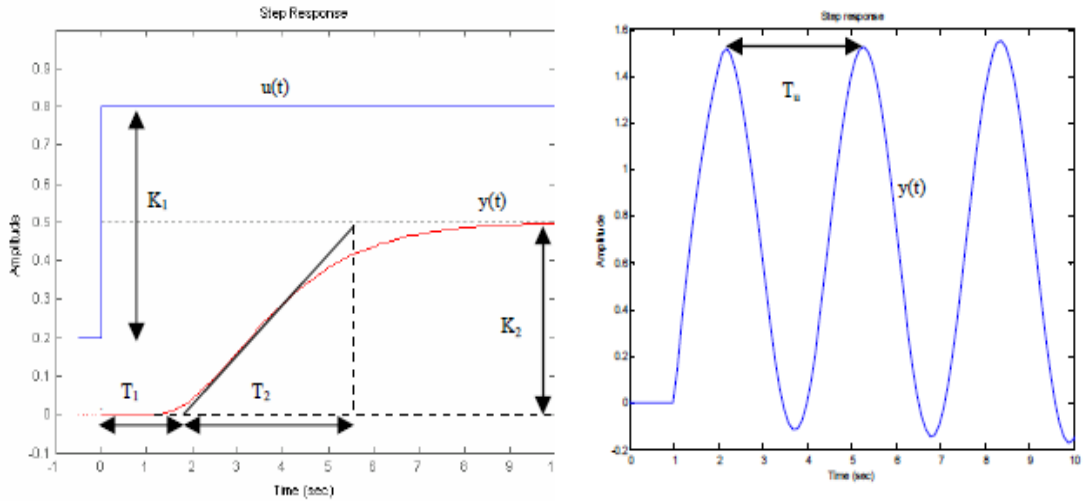 Step Response
0.9
0.8
0.7
0.6
0.5
0.4
0.3
0.2
0.1
0
-0.1
-1 0 1 2 3 4 5 6 7 8 9 10
Amplitude
Time (sec)
u(t)
K1
y(t)
K2
T1
T2
Step response
1.6
1.4
1.2
1
0.8
0.6
0.4
0.2
0
-0.2
0 1 2 3 4 5 6 7 8 9 10
Amplitude
Time (sec)
Tu
y(t)